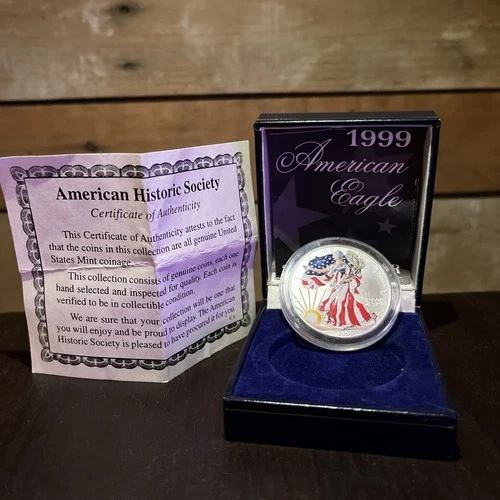 American Historic Society
Certificate of Authenticity
This Certificate of Authenticity attests to the fact
that the coins in this collection are all genuine United
States Mint coinage.
This collection consists of genuine coins, each one
hand selected and inspected for quality. Each coin is
verified to be in collectible condition.
We are sure that your collection will be one that
you will enjoy and be proud to display. The American
Historic Society is pleased to have procured it for you.
1999
American
Eagle